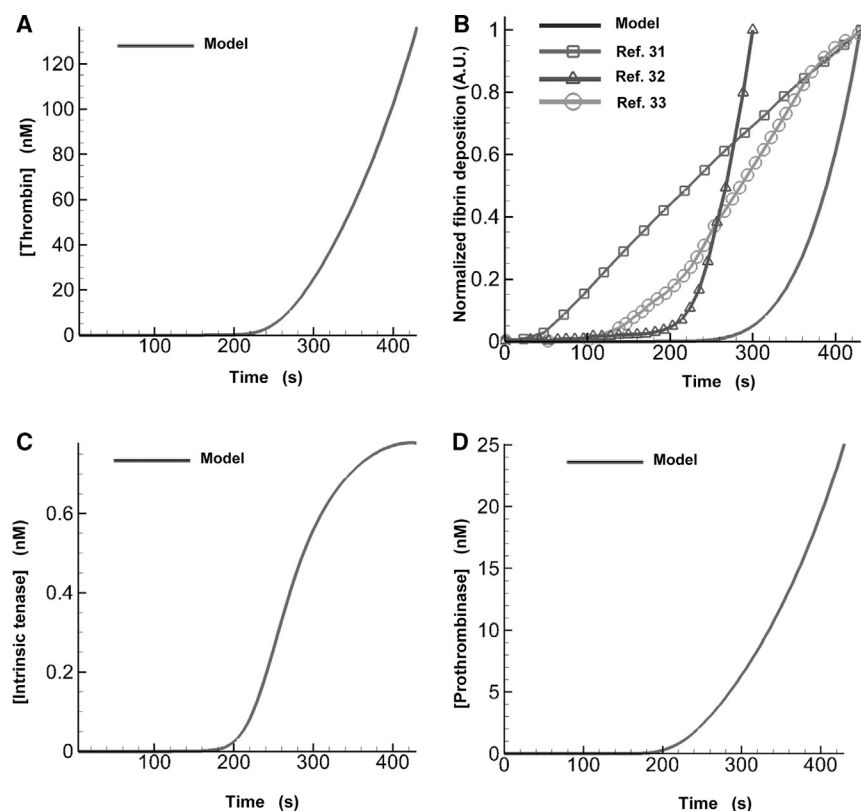 A
Model
[Thrombin] (nM)
120
100
80
60
40
20
0
100 200 300 400
Time (s)
B
Model
Ref. 31
Ref. 32
Ref. 33
Normalized fibrin deposition (A.U.)
1
0.8
0.6
0.4
0.2
0
0 100 200 300 400
Time (s)
C
Model
[Intrinsic tenase] (nM)
0.6
0.4
0.2
0
100 200 300 400
Time (s)
D
Model
[Prothrombinase] (nM)
25
20
15
10
5
0
0 100 200 300 400
Time (s)